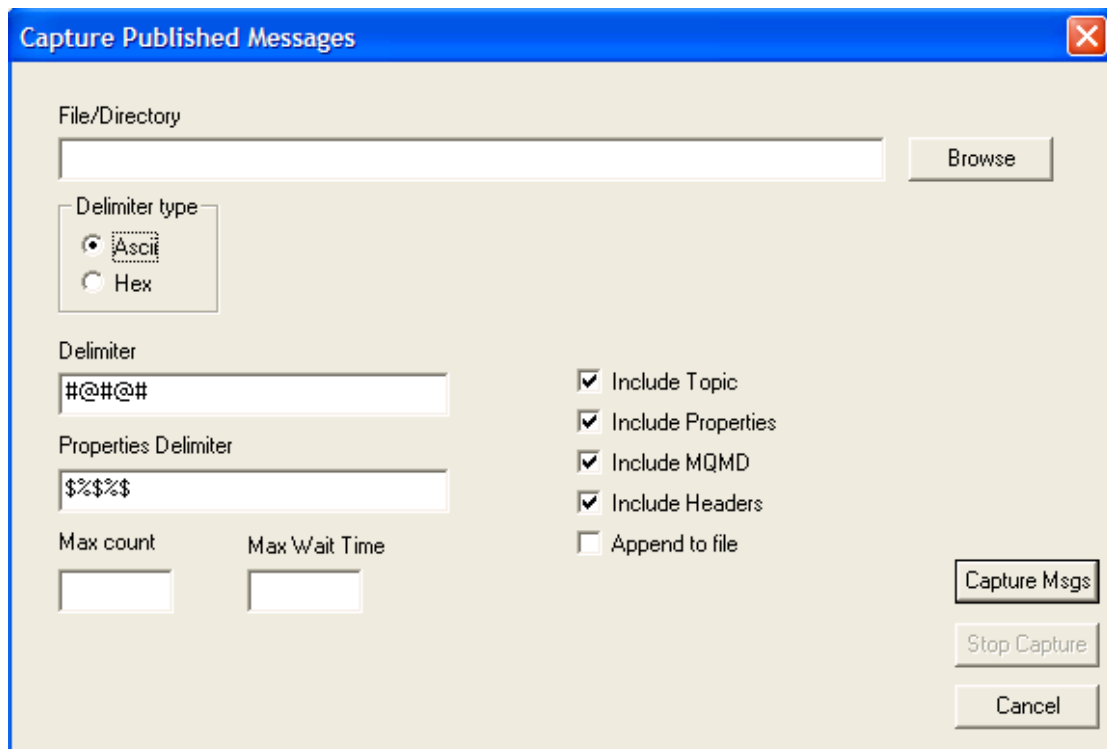 Capture Published Messages
File/Directory
Browse
Delimiter type
Ascii
Hex
Delimiter
#@#@#
Include Topic
Include Properties
Properties Delimiter
Include MQMD
$%$%$
Include Headers
Max count
Max Wait Time
Append to file
Capture Msgs
Stop Capture
Cancel